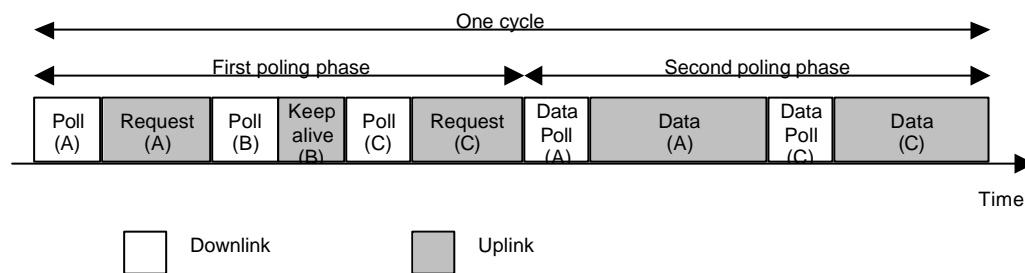 One cycle
First poling phase
Second poling phase
Poll
(A)
Request
(A)
Poll
(B)
Keep
alive
(B)
Poll
(C)
Request
(C)
Data
Poll
(A)
Data
(A)
Data
Poll
(C)
Data
(C)
Time
Downlink
Uplink